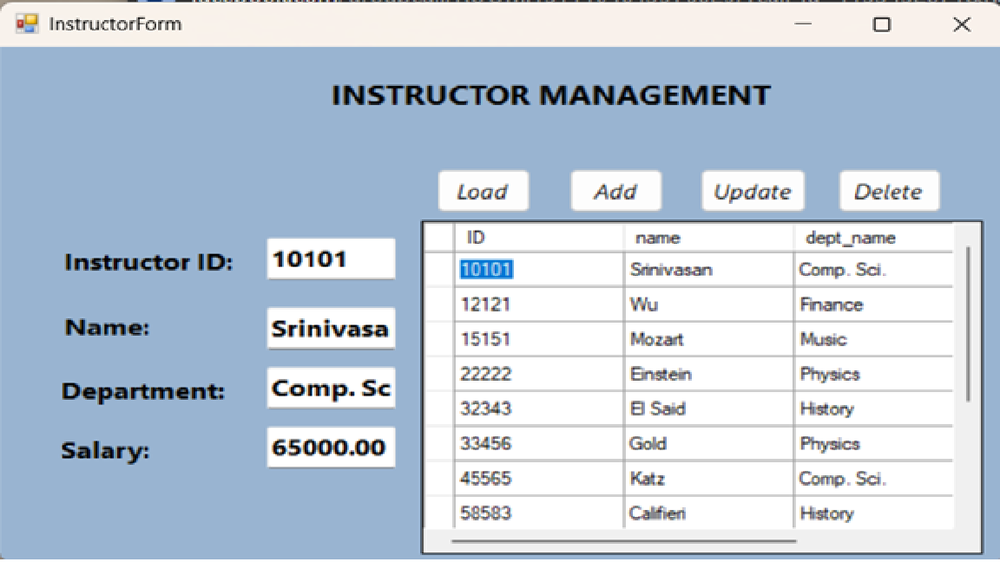 InstructorForm
INSTRUCTOR MANAGEMENT
Load Add Update Delete
Instructor ID: 10101
Name: Srinivasa
Department: Comp. Sc
Salary: 65000.00
ID name dept_name
10101 Srinivasan Comp. Sci.
12121 Wu Finance
15151 Mozart Music
22222 Einstein Physics
32343 El Said History
33456 Gold Physics
45565 Katz Comp. Sci.
58583 Califieri History